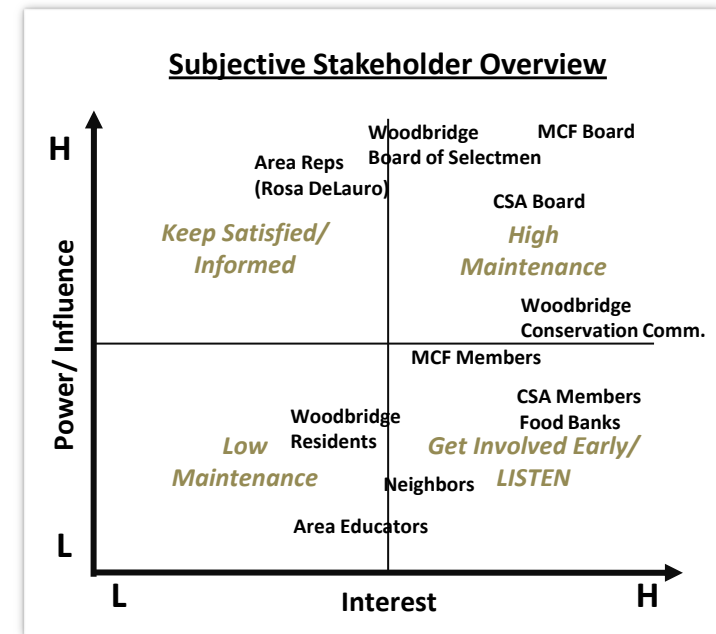 Subjective Stakeholder Overview
H
Woodbridge
Board of Selectmen
MCF Board
Area Reps
(Rosa DeLauro)
CSA Board
Keep Satisfied/
Informed
High
Maintenance
Woodbridge
Conservation Comm.
Power/ Influence
MCF Members
CSA Members
Food Banks
Woodbridge
Residents
Low
Maintenance
Get Involved Early/
LISTEN
Neighbors
Area Educators
L
L
Interest
H